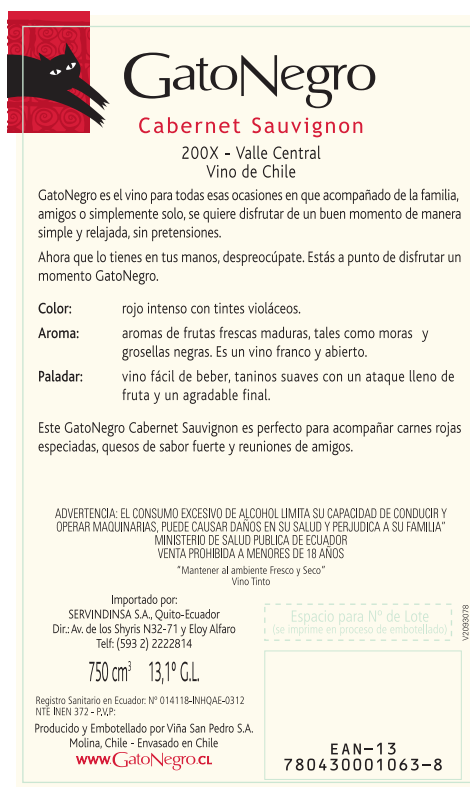 GatoNegro
Cabernet Sauvignon
200X - Valle Central
Vino de Chile
GatoNegro es el vino para todas esas ocasiones en que acompañado de la familia,
amigos o simplemente solo, se quiere disfrutar de un buen momento de manera
simple y relajada, sin pretensiones.
Ahora que lo tienes en tus manos, despreocúpate. Estás a punto de disfrutar un
momento GatoNegro.
Color: rojo intenso con tintes violáceos.
Aroma: aromas de frutas frescas maduras, tales como moras y
grosellas negras. Es un vino franco y abierto.
Paladar: vino fácil de beber, taninos suaves con un ataque lleno de
fruta y un agradable final.
Este GatoNegro Cabernet Sauvignon es perfecto para acompañar carnes rojas
especiadas, quesos de sabor fuerte y reuniones de amigos.
ADVERTENCIA: EL CONSUMO EXCESIVO DE ALCOHOL LIMITA SU CAPACIDAD DE CONDUCIR Y
OPERAR MAQUINARIAS, PUEDE CAUSAR DAÑOS EN SU SALUD Y PERJUDICA A SU FAMILIA"
MINISTERIO DE SALUD PUBLICA DE ECUADOR
VENTA PROHIBIDA A MENORES DE 18 AÑOS
"Mantener al ambiente Fresco y Seco"
Vino Tinto
Importado por:
SERVINDINSA S.A., Quito-Ecuador
Dir.: Av. de los Shyris N32-71 y Eloy Alfaro
Telf: (593 2) 2222814
750 cm³ 13,1º G.L.
Registro Sanitario en Ecuador: Nº 014118-INHQAE-0312
NTE INEN 372 - P.V.P:
Producido y Embotellado por Viña San Pedro S.A.
Molina, Chile - Envasado en Chile
www.GatoNegro.CL
Espacio para Nº de Lote
(se imprime en proceso de embotellado)
V2093078
EAN-13
780430001063-8